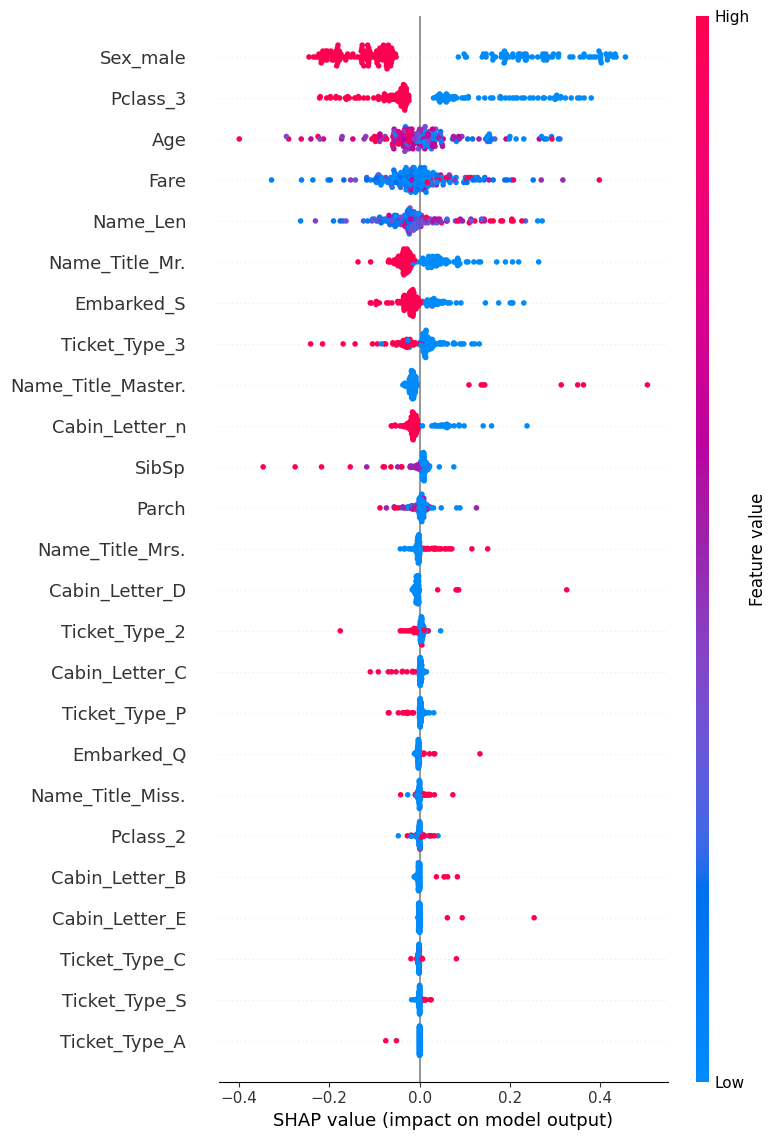 High
Sex_male
Pclass_3
Age
Fare
Name_Len
Name_Title_Mr.
Embarked_S
Ticket_Type_3
Name_Title_Master.
Cabin_Letter_n
SibSp
Parch
Name_Title_Mrs.
Cabin_Letter_D
Ticket_Type_2
Cabin_Letter_C
Ticket_Type_P
Embarked_Q
Name_Title_Miss.
Pclass_2
Cabin_Letter_B
Cabin_Letter_E
Ticket_Type_C
Ticket_Type_S
Ticket_Type_A
Feature value
Low
−0.4 −0.2 0.0 0.2 0.4
SHAP value (impact on model output)